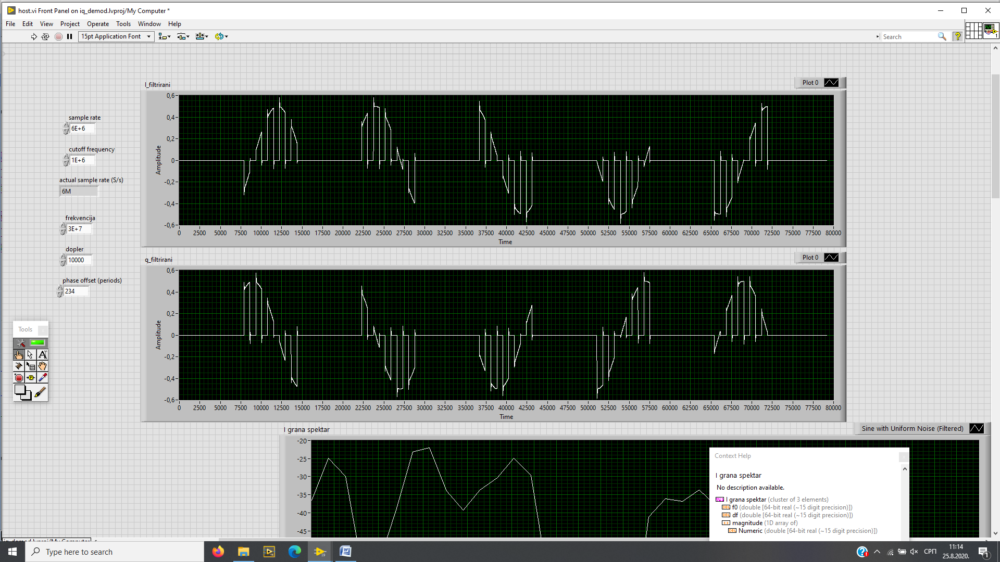 host.vi Front Panel on iq_demod.lvproj/My Computer *
File Edit View Project Operate Tools Window Help
15pt Application Font
Search
1
sample rate
6E+6
cutoff frequency
1E+6
actual sample rate (S/s)
6M
frekvencija
3E+7
dopler
10000
phase offset (periods)
234
Tools
I_filtrirani
Plot 0
Amplitude
0,6
0,4
0,2
0
-0,2
-0,4
-0,6
0 2500 5000 7500 10000 12500 15000 17500 20000 22500 25000 27500 30000 32500 35000 37500 40000 42500 45000 47500 50000 52500 55000 57500 60000 62500 65000 67500 70000 72500 75000 77500 80000
Time
q_filtrirani
Plot 0
Amplitude
0,6
0,4
0,2
0
-0,2
-0,4
-0,6
0 2500 5000 7500 10000 12500 15000 17500 20000 22500 25000 27500 30000 32500 35000 37500 40000 42500 45000 47500 50000 52500 55000 57500 60000 62500 65000 67500 70000 72500 75000 77500 80000
Time
I grana spektar
Sine with Uniform Noise (Filtered)
-20
-25
-30
-35
-40
-45
Context Help
I grana spektar
No description available.
I grana spektar (cluster of 3 elements)
f0 (double [64-bit real (~15 digit precision)])
df (double [64-bit real (~15 digit precision)])
magnitude (1D array of)
Numeric (double [64-bit real (~15 digit precision)])
iq_demod.lvproj/My Computer
Type here to search
СРП
11:14
25.8.2020.
1